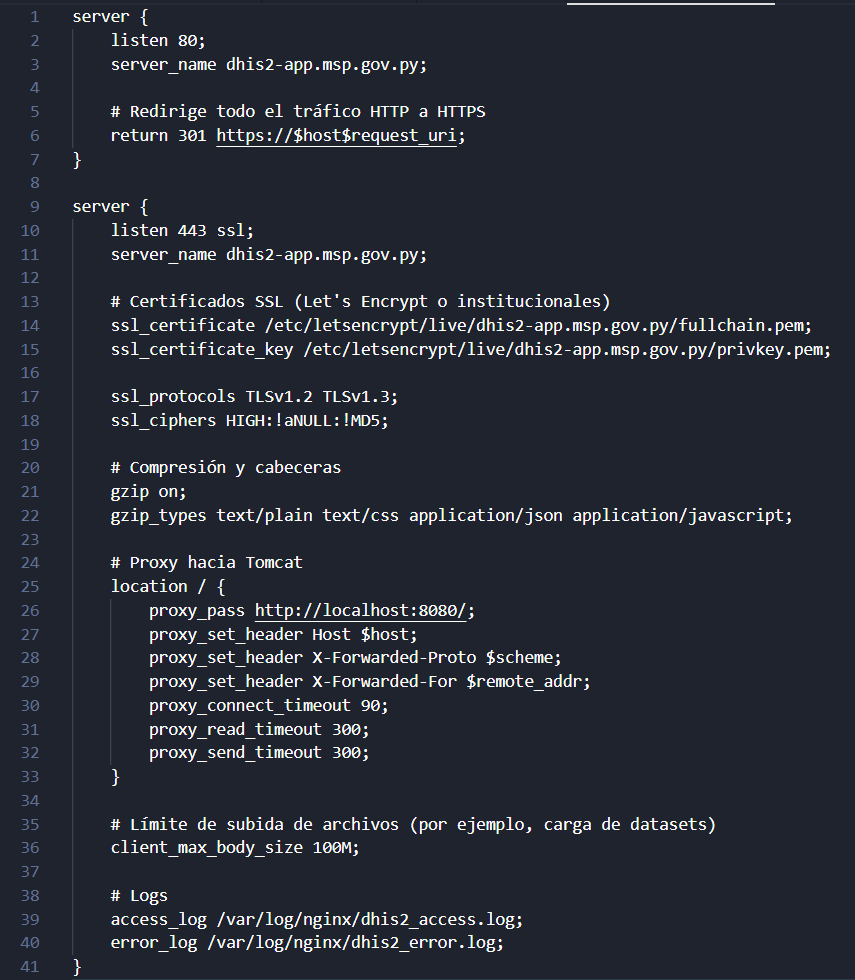 1 server {
2 listen 80;
3 server_name dhis2-app.msp.gov.py;
4
5 # Redirige todo el tráfico HTTP a HTTPS
6 return 301 https://$host$request_uri;
7 }
8
9 server {
10 listen 443 ssl;
11 server_name dhis2-app.msp.gov.py;
12
13 # Certificados SSL (Let's Encrypt o institucionales)
14 ssl_certificate /etc/letsencrypt/live/dhis2-app.msp.gov.py/fullchain.pem;
15 ssl_certificate_key /etc/letsencrypt/live/dhis2-app.msp.gov.py/privkey.pem;
16
17 ssl_protocols TLSv1.2 TLSv1.3;
18 ssl_ciphers HIGH:!aNULL:!MD5;
19
20 # Compresión y cabeceras
21 gzip on;
22 gzip_types text/plain text/css application/json application/javascript;
23
24 # Proxy hacia Tomcat
25 location / {
26 proxy_pass http://localhost:8080/;
27 proxy_set_header Host $host;
28 proxy_set_header X-Forwarded-Proto $scheme;
29 proxy_set_header X-Forwarded-For $remote_addr;
30 proxy_connect_timeout 90;
31 proxy_read_timeout 300;
32 proxy_send_timeout 300;
33 }
34
35 # Límite de subida de archivos (por ejemplo, carga de datasets)
36 client_max_body_size 100M;
37
38 # Logs
39 access_log /var/log/nginx/dhis2_access.log;
40 error_log /var/log/nginx/dhis2_error.log;
41 }